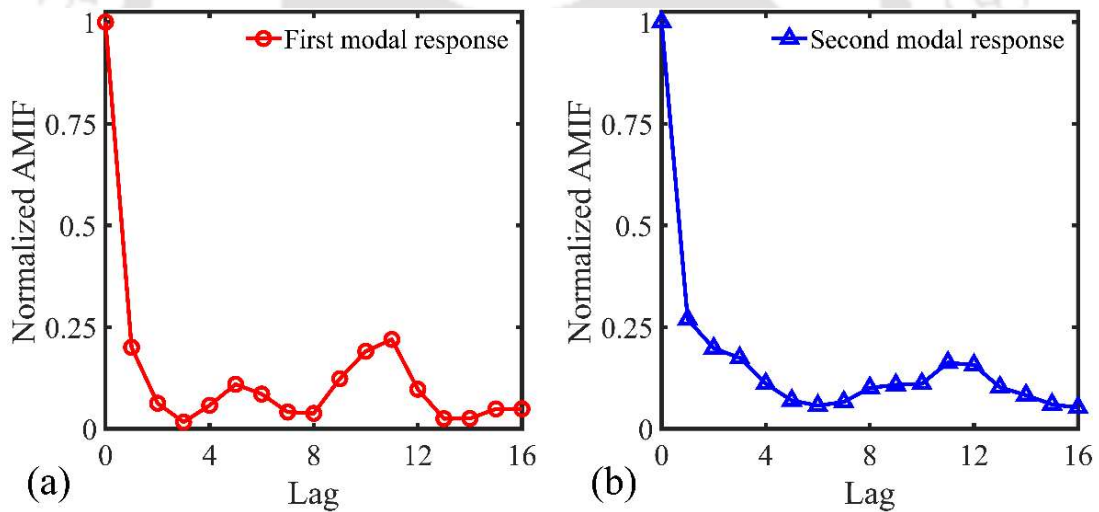 1
0.75
0.5
0.25
0
Normalized AMIF
First modal response
0 4 8 12 16
Lag
(a)
1
0.75
0.5
0.25
0
Normalized AMIF
Second modal response
0 4 8 12 16
Lag
(b)